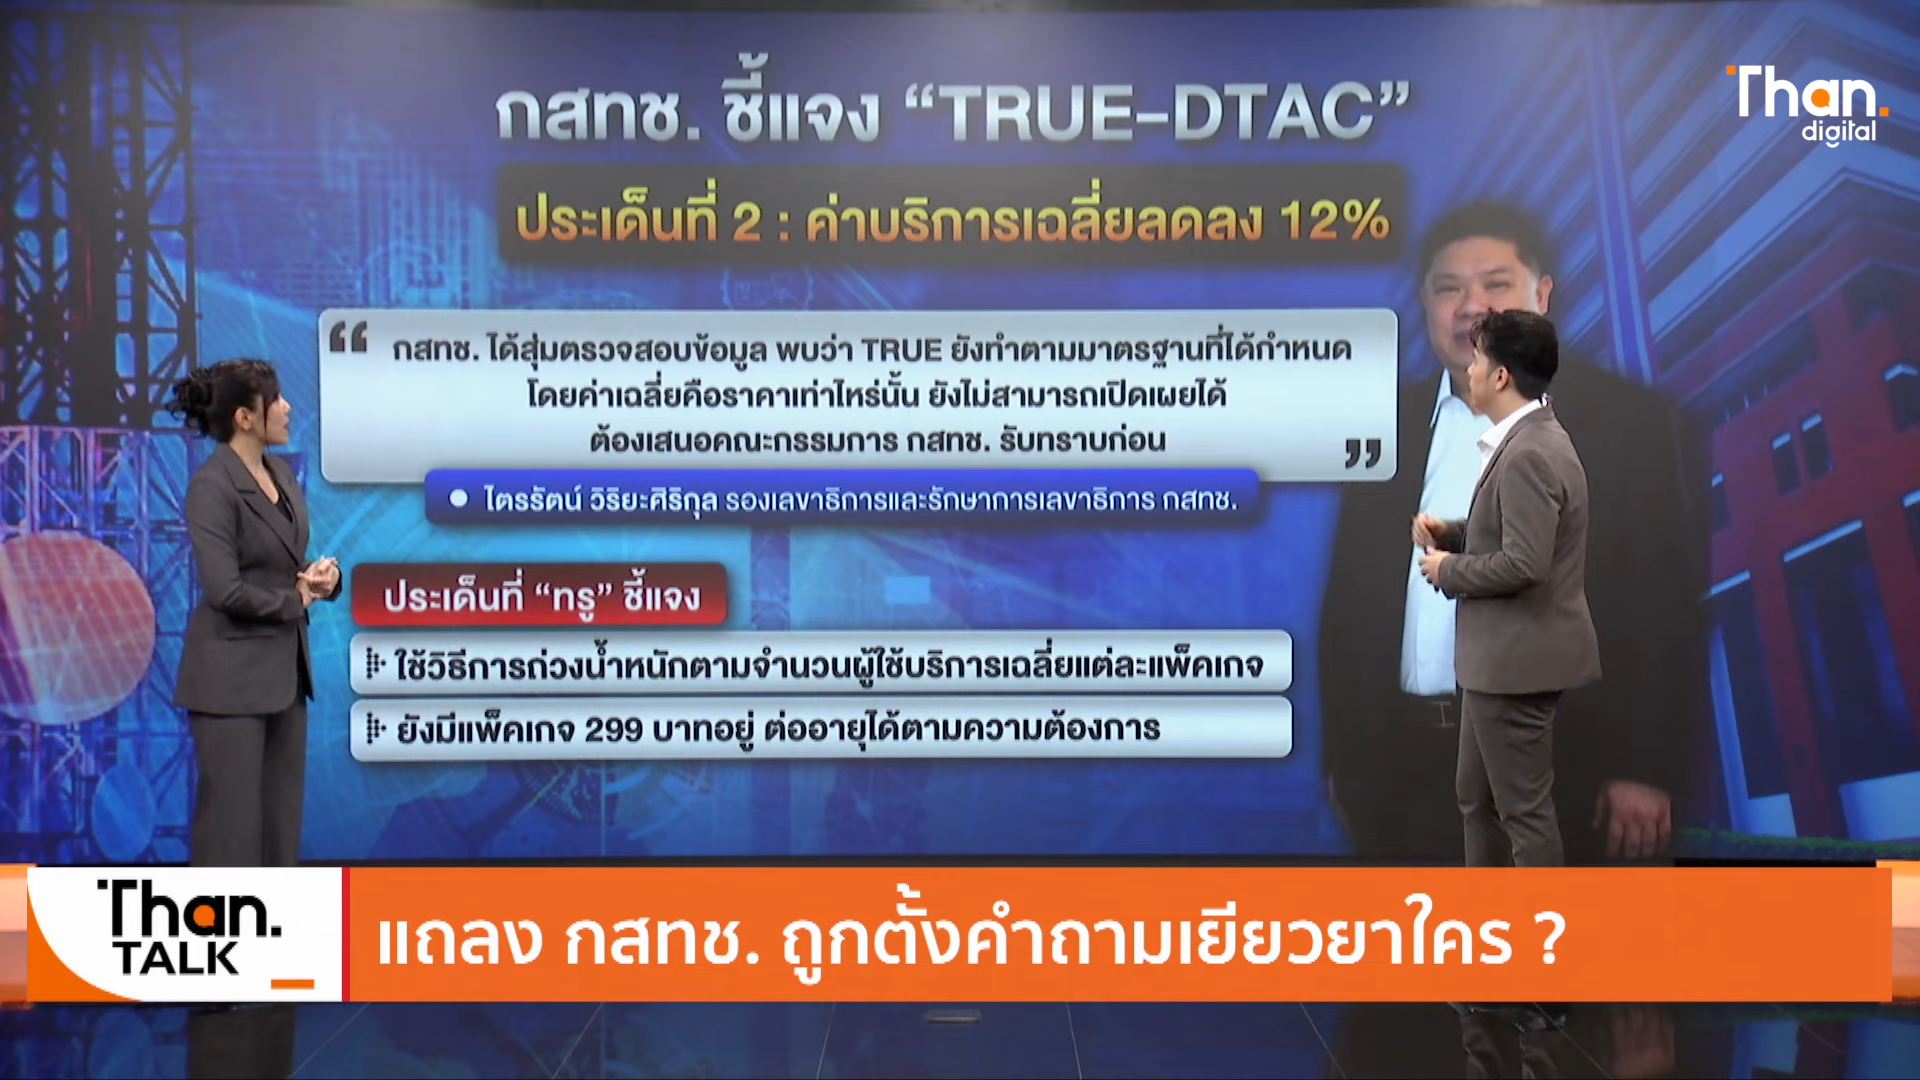 กสทช. ชี้แจง “TRUE-DTAC”
Than.
digital
ประเด็นที่ 2 : ค่าบริการเฉลี่ยลดลง 12%
“ กสทช. ได้สุ่มตรวจสอบข้อมูล พบว่า TRUE ยังทำตามมาตรฐานที่ได้กำหนด
โดยค่าเฉลี่ยคือราคาเท่าไหร่นั้น ยังไม่สามารถเปิดเผยได้
ต้องเสนอคณะกรรมการ กสทช. รับทราบก่อน ”
• ไตรรัตน์ วิริยะศิริกุล รองเลขาธิการและรักษาการเลขาธิการ กสทช.
ประเด็นที่ “ทรู” ชี้แจง
ใช้วิธีการถ่วงน้ำหนักตามจำนวนผู้ใช้บริการเฉลี่ยแต่ละแพ็คเกจ
ยังมีแพ็คเกจ 299 บาทอยู่ ต่ออายุได้ตามความต้องการ
Than.
TALK
แถลง กสทช. ถูกตั้งคำถามเยียวยาใคร ?